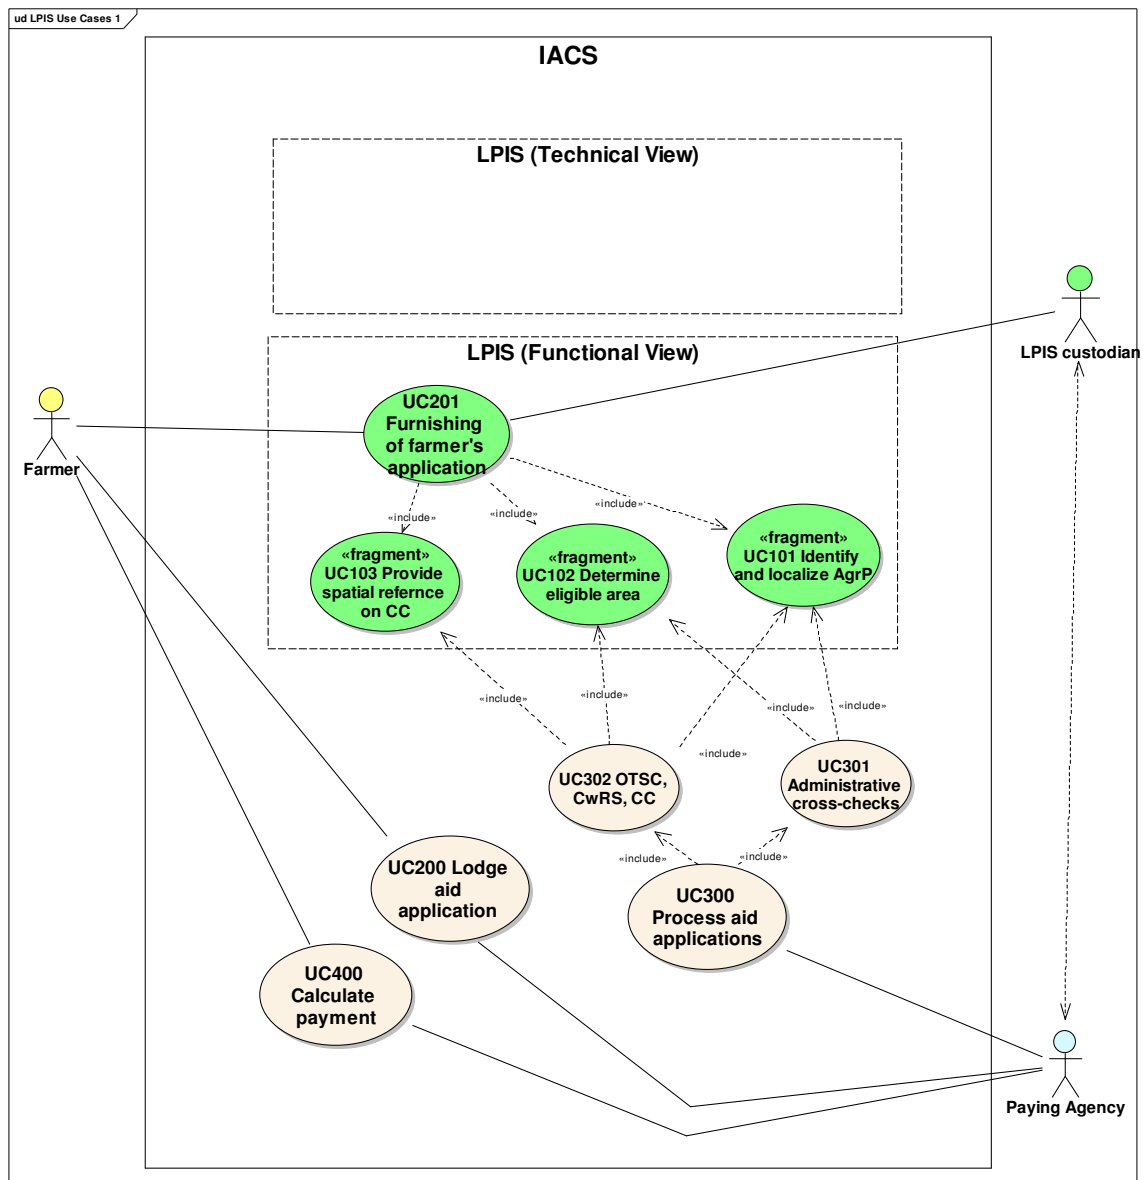 ud LPIS Use Cases 1
IACS
LPIS (Technical View)
LPIS custodian
LPIS (Functional View)
Farmer
UC201
Furnishing
of farmer's
application
«include»
«include»
«include»
«fragment»
UC103 Provide
spatial refernce
on CC
«fragment»
UC102 Determine
eligible area
«fragment»
UC101 Identify
and localize AgrP
«include»
«include»
«include»
«include»
«include»
UC302 OTSC,
CwRS, CC
UC301
Administrative
cross-checks
«include»
«include»
UC200 Lodge
aid
application
UC300
Process aid
applications
UC400
Calculate
payment
Paying Agency